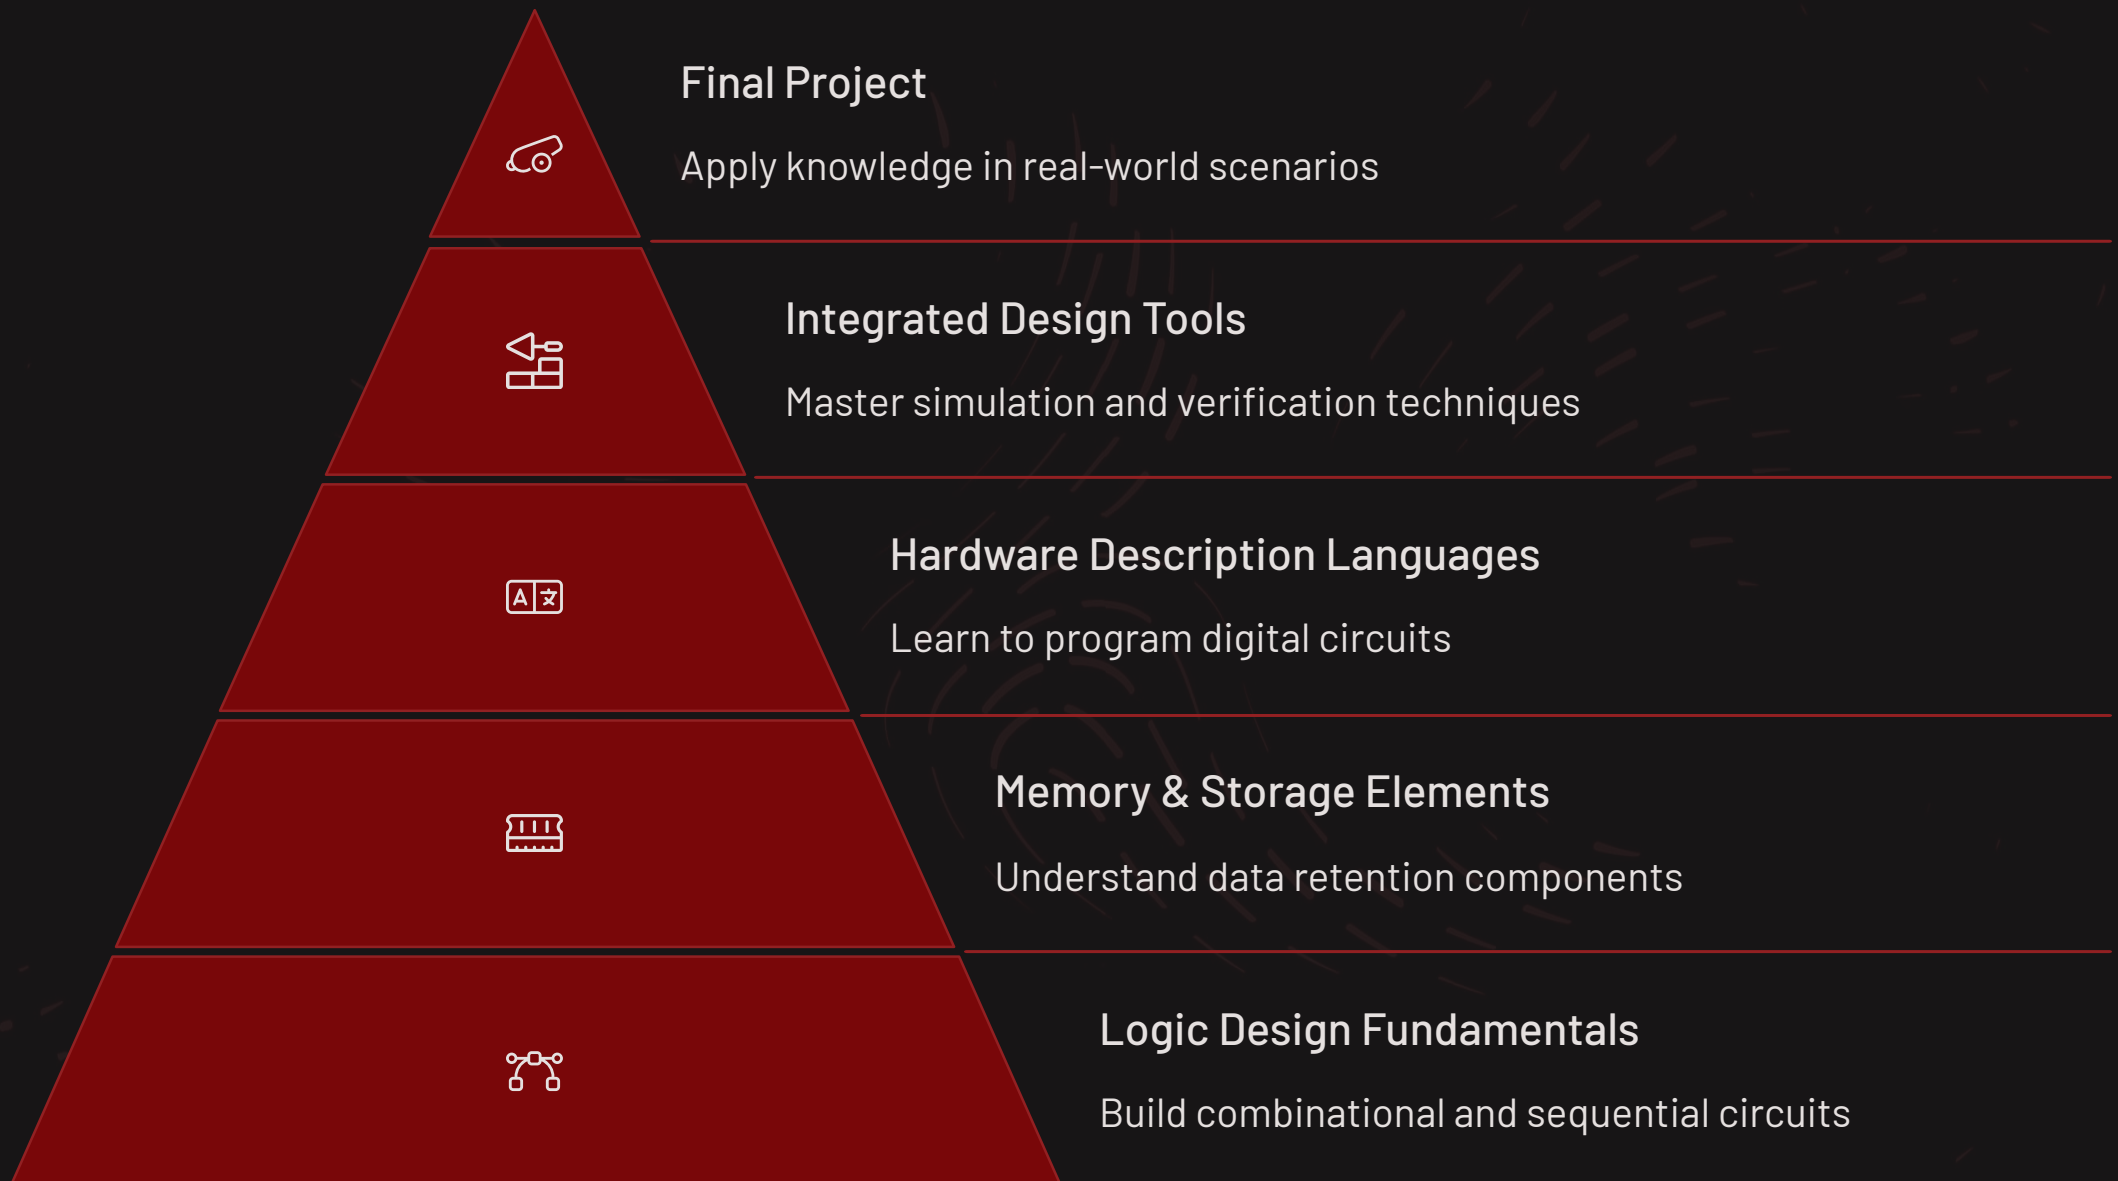 Final Project
Apply knowledge in real-world scenarios
Integrated Design Tools
Master simulation and verification techniques
Hardware Description Languages
Learn to program digital circuits
A 文
Memory & Storage Elements
Understand data retention components
Logic Design Fundamentals
Build combinational and sequential circuits